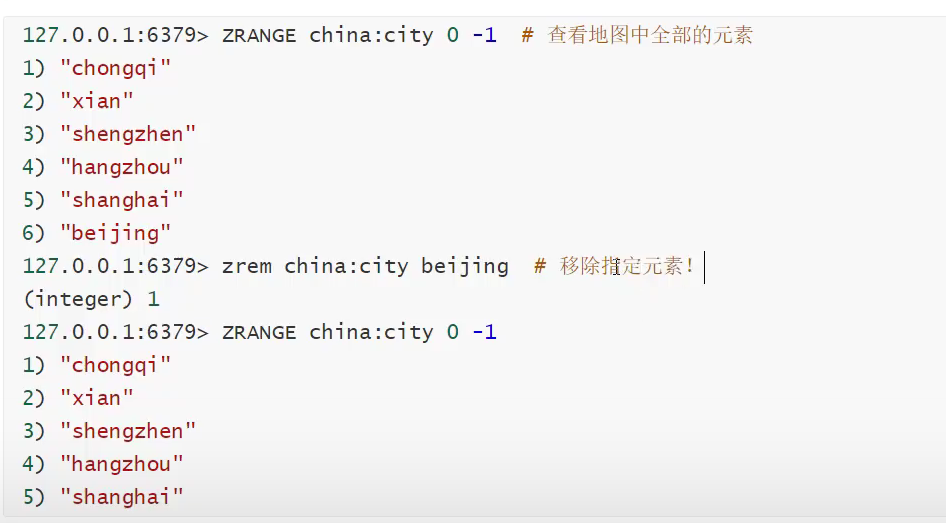 127.0.0.1:6379> ZRANGE china:city 0 -1  # 查看地图中全部的元素
1) "chongqi"
2) "xian"
3) "shengzhen"
4) "hangzhou"
5) "shanghai"
6) "beijing"
127.0.0.1:6379> zrem china:city beijing  # 移除指定元素!
(integer) 1
127.0.0.1:6379> ZRANGE china:city 0 -1
1) "chongqi"
2) "xian"
3) "shengzhen"
4) "hangzhou"
5) "shanghai"